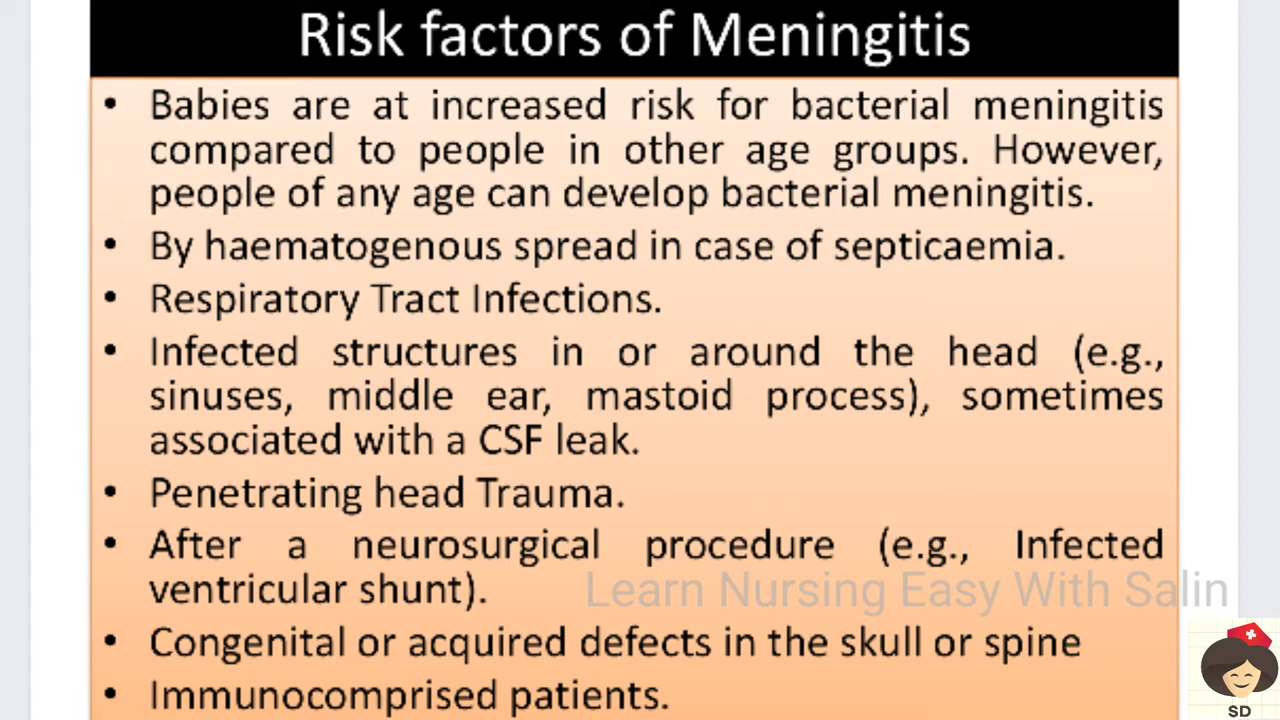 Risk factors of Meningitis
• Babies are at increased risk for bacterial meningitis
compared to people in other age groups. However,
people of any age can develop bacterial meningitis.
• By haematogenous spread in case of septicaemia.
• Respiratory Tract Infections.
• Infected structures in or around the head (e.g.,
sinuses, middle ear, mastoid process), sometimes
associated with a CSF leak.
• Penetrating head Trauma.
• After a neurosurgical procedure (e.g., Infected
ventricular shunt).
Learn Nursing Easy With Salin
• Congenital or acquired defects in the skull or spine
• Immunocomprised patients.
SD